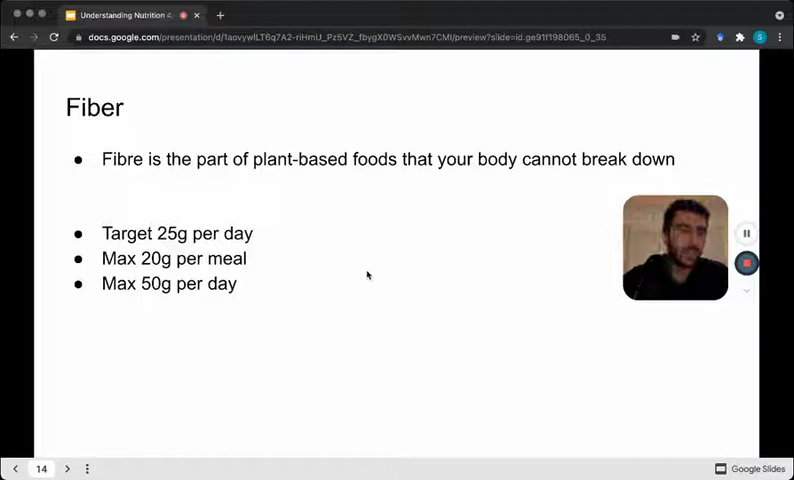 Understanding Nutrition 4
docs.google.com/presentation/d/1aovywlLT6q7A2-riHmU_Pz5VZ_fbygX0WSvvMwn7CMI/preview?slide=id.ge91f198065_0_35
S
Fiber
● Fibre is the part of plant-based foods that your body cannot break down
● Target 25g per day
● Max 20g per meal
● Max 50g per day
14
Google Slides